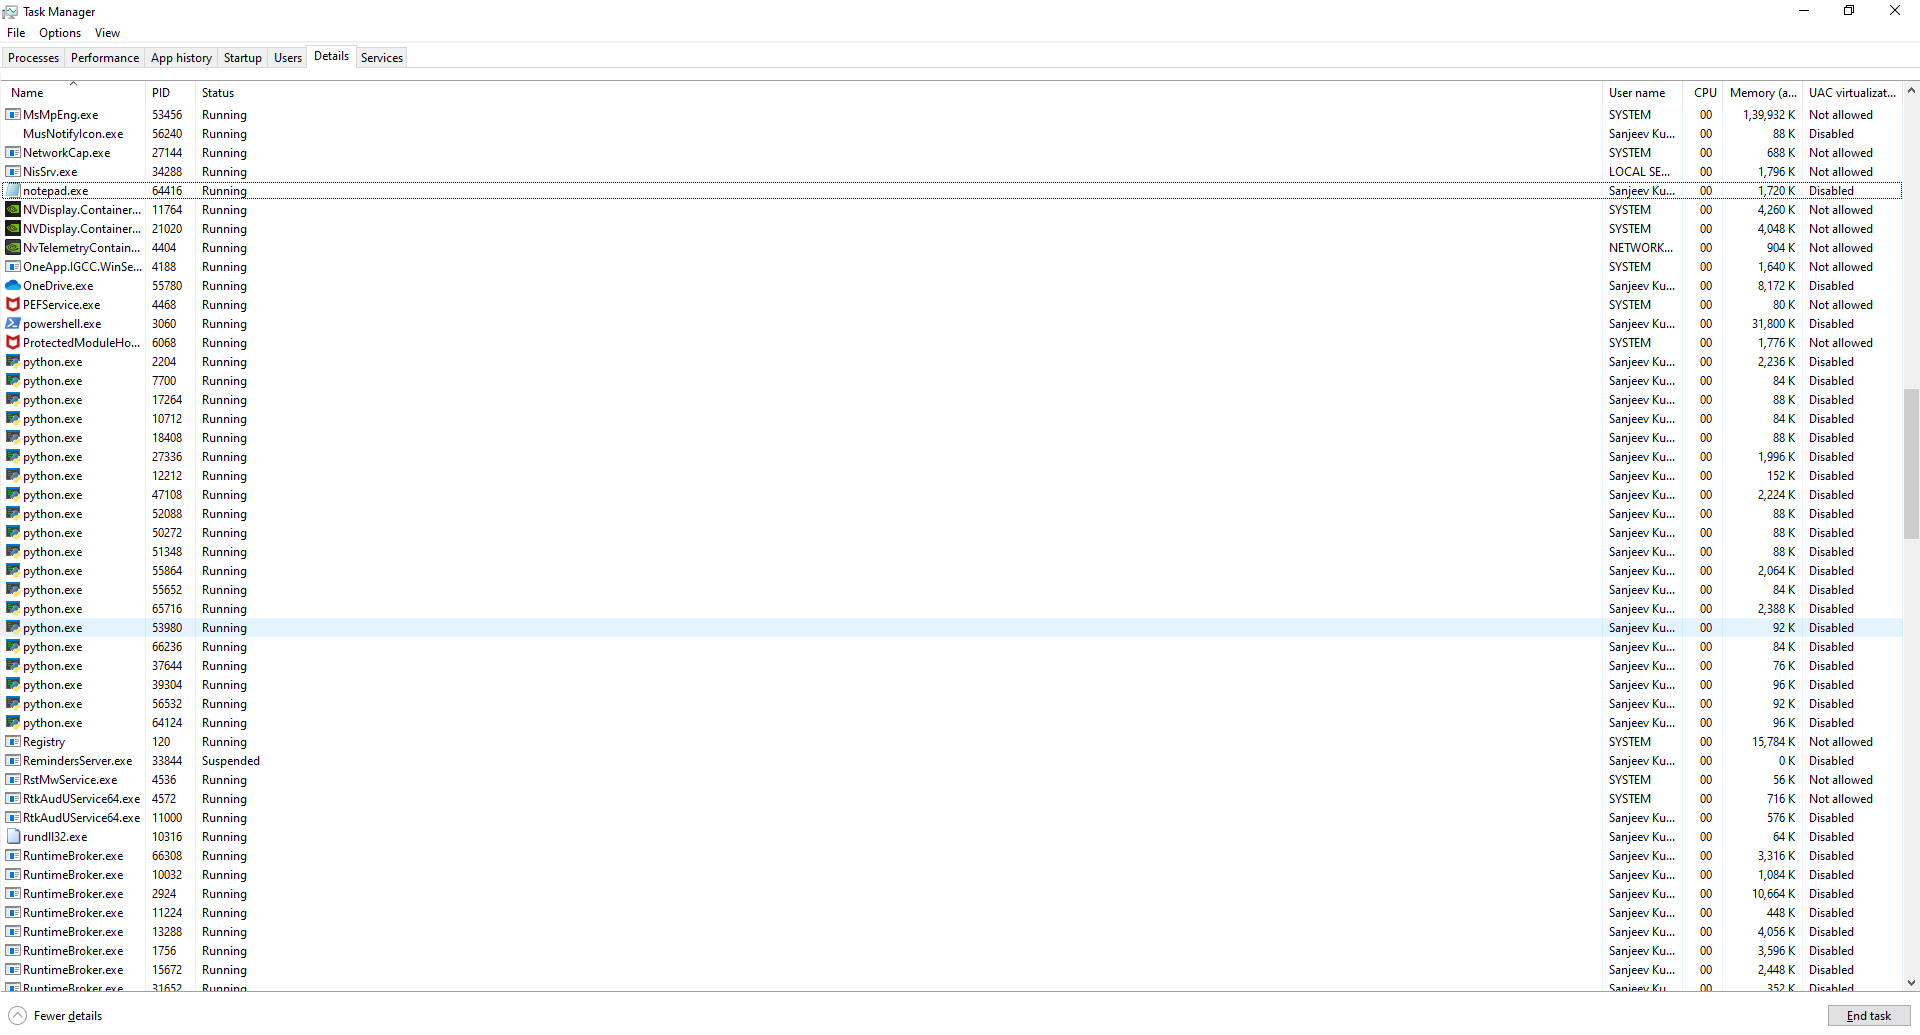 Task Manager
File Options View
Processes Performance App history Startup Users Details Services
Name PID Status User name CPU Memory (a... UAC virtualizat...
MsMpEng.exe 53456 Running SYSTEM 00 1,39,932 K Not allowed
MusNotifyIcon.exe 56240 Running Sanjeev Ku... 00 88 K Disabled
NetworkCap.exe 27144 Running SYSTEM 00 688 K Not allowed
NisSrv.exe 34288 Running LOCAL SE... 00 1,796 K Not allowed
notepad.exe 64416 Running Sanjeev Ku... 00 1,720 K Disabled
NVDisplay.Container... 11764 Running SYSTEM 00 4,260 K Not allowed
NVDisplay.Container... 21020 Running SYSTEM 00 4,048 K Not allowed
NvTelemetryContain... 4404 Running NETWORK... 00 904 K Not allowed
OneApp.IGCC.WinSe... 4188 Running SYSTEM 00 1,640 K Not allowed
OneDrive.exe 55780 Running Sanjeev Ku... 00 8,172 K Disabled
PEFService.exe 4468 Running SYSTEM 00 80 K Not allowed
powershell.exe 3060 Running Sanjeev Ku... 00 31,800 K Disabled
ProtectedModuleHo... 6068 Running SYSTEM 00 1,776 K Not allowed
python.exe 2204 Running Sanjeev Ku... 00 2,236 K Disabled
python.exe 7700 Running Sanjeev Ku... 00 84 K Disabled
python.exe 17264 Running Sanjeev Ku... 00 88 K Disabled
python.exe 10712 Running Sanjeev Ku... 00 84 K Disabled
python.exe 18408 Running Sanjeev Ku... 00 88 K Disabled
python.exe 27336 Running Sanjeev Ku... 00 1,996 K Disabled
python.exe 12212 Running Sanjeev Ku... 00 152 K Disabled
python.exe 47108 Running Sanjeev Ku... 00 2,224 K Disabled
python.exe 52088 Running Sanjeev Ku... 00 88 K Disabled
python.exe 50272 Running Sanjeev Ku... 00 88 K Disabled
python.exe 51348 Running Sanjeev Ku... 00 88 K Disabled
python.exe 55864 Running Sanjeev Ku... 00 2,064 K Disabled
python.exe 55652 Running Sanjeev Ku... 00 84 K Disabled
python.exe 65716 Running Sanjeev Ku... 00 2,388 K Disabled
python.exe 53980 Running Sanjeev Ku... 00 92 K Disabled
python.exe 66236 Running Sanjeev Ku... 00 84 K Disabled
python.exe 37644 Running Sanjeev Ku... 00 76 K Disabled
python.exe 39304 Running Sanjeev Ku... 00 96 K Disabled
python.exe 56532 Running Sanjeev Ku... 00 92 K Disabled
python.exe 64124 Running Sanjeev Ku... 00 96 K Disabled
Registry 120 Running SYSTEM 00 15,784 K Not allowed
RemindersServer.exe 33844 Suspended Sanjeev Ku... 00 0 K Disabled
RstMwService.exe 4536 Running SYSTEM 00 56 K Not allowed
RtkAudUService64.exe 4572 Running SYSTEM 00 716 K Not allowed
RtkAudUService64.exe 11000 Running Sanjeev Ku... 00 576 K Disabled
rundll32.exe 10316 Running Sanjeev Ku... 00 64 K Disabled
RuntimeBroker.exe 66308 Running Sanjeev Ku... 00 3,316 K Disabled
RuntimeBroker.exe 10032 Running Sanjeev Ku... 00 1,084 K Disabled
RuntimeBroker.exe 2924 Running Sanjeev Ku... 00 10,664 K Disabled
RuntimeBroker.exe 11224 Running Sanjeev Ku... 00 448 K Disabled
RuntimeBroker.exe 13288 Running Sanjeev Ku... 00 4,056 K Disabled
RuntimeBroker.exe 1756 Running Sanjeev Ku... 00 3,596 K Disabled
RuntimeBroker.exe 15672 Running Sanjeev Ku... 00 2,448 K Disabled
RuntimeBroker.exe 31652 Running Sanjeev Ku... 00 352 K Disabled
Fewer details End task